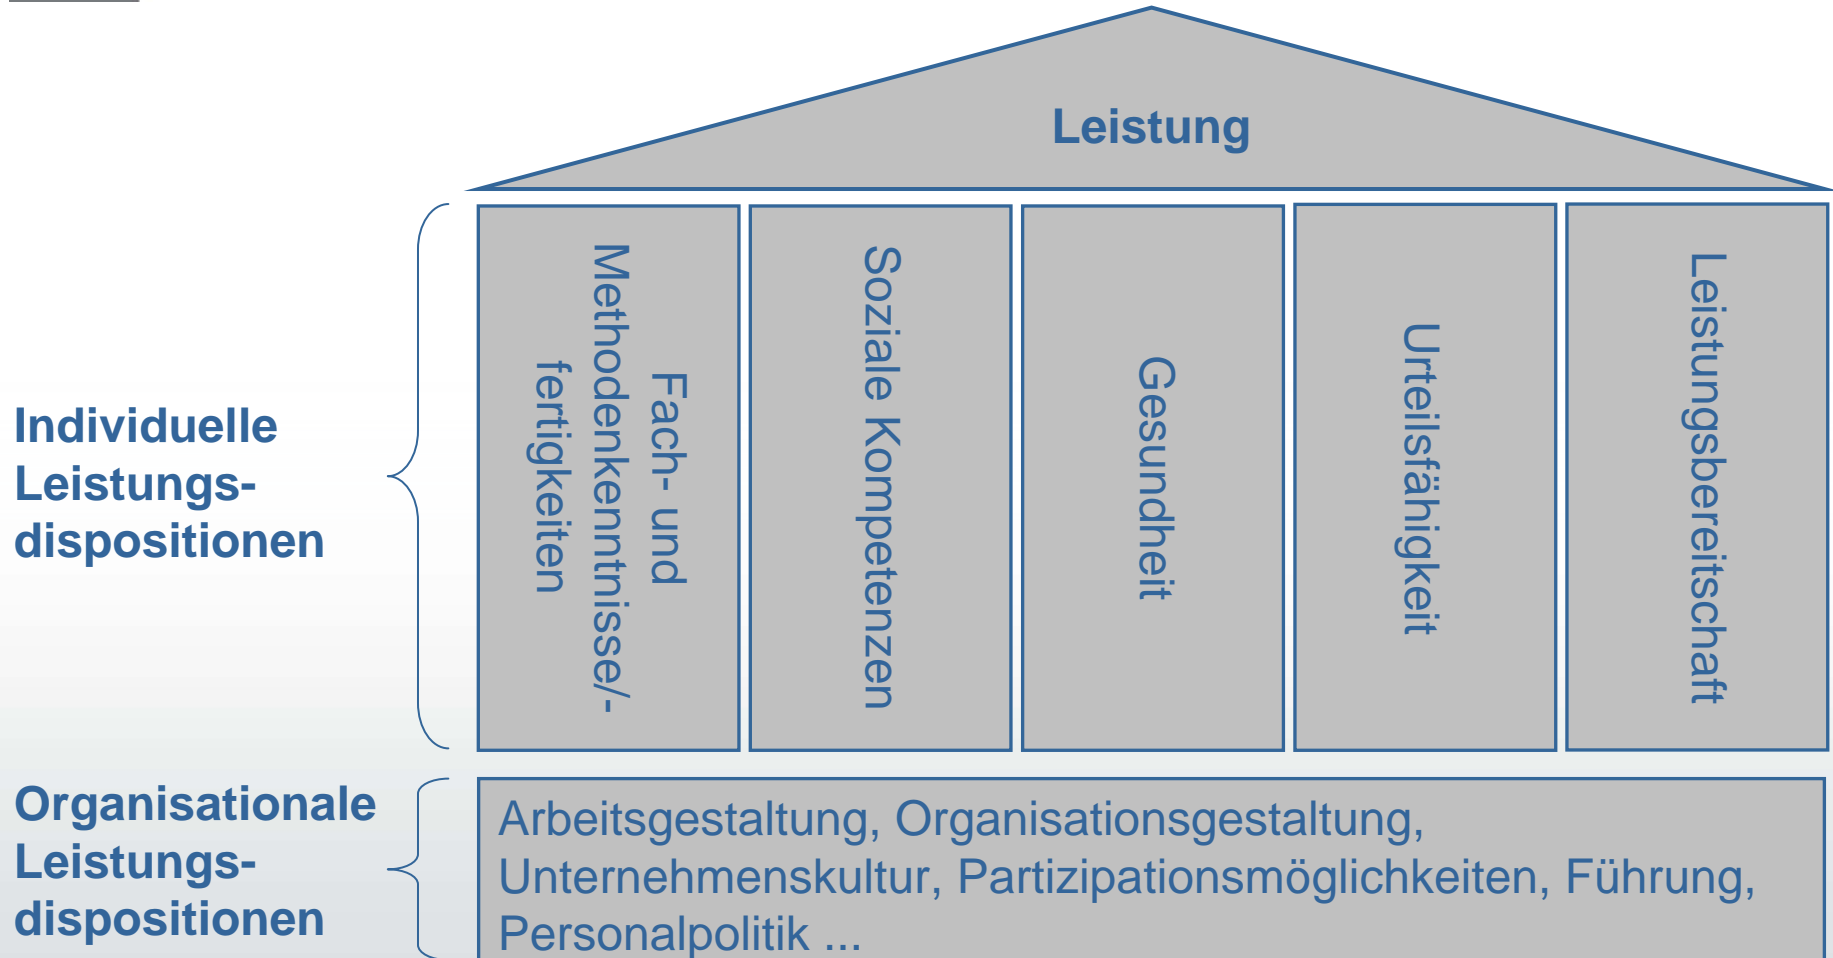 Leistung
Individuelle
Leistungs-
dispositionen
Fach- und
Methodenkenntnisse/-
fertigkeiten
Soziale Kompetenzen
Gesundheit
Urteilsfähigkeit
Leistungsbereitschaft
Organisationale
Leistungs-
dispositionen
Arbeitsgestaltung, Organisationsgestaltung,
Unternehmenskultur, Partizipationsmöglichkeiten, Führung,
Personalpolitik ...